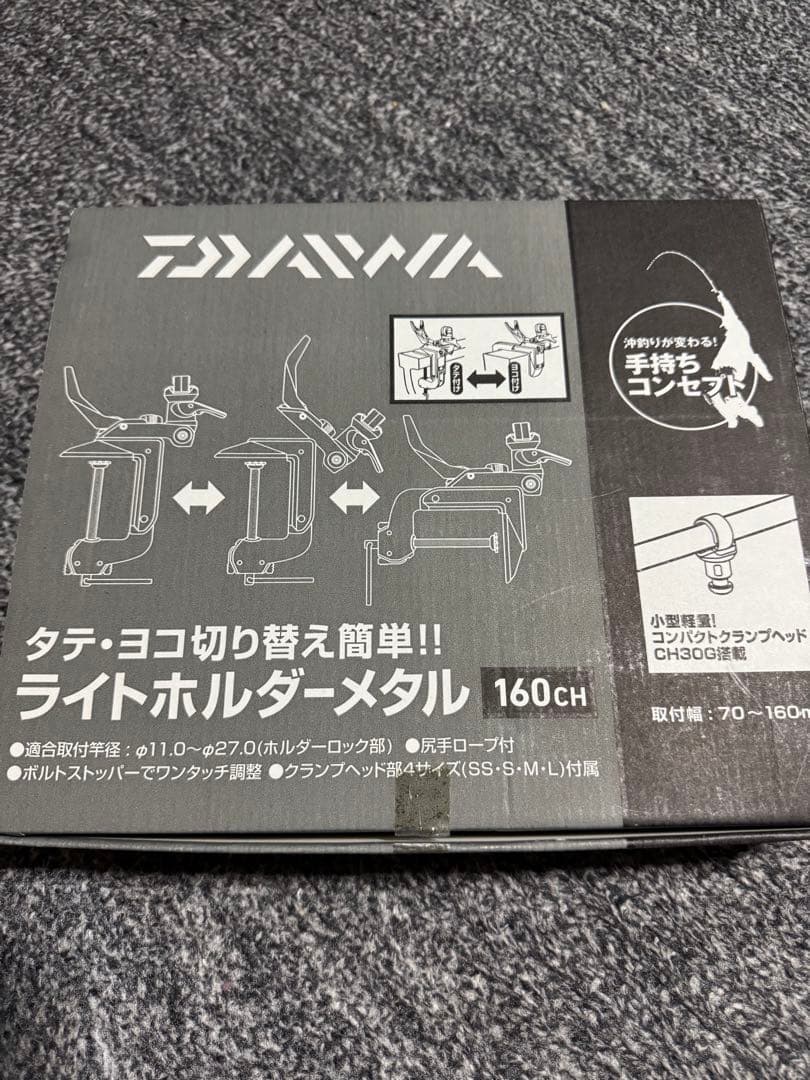 DAIWA
タテ付け
ヨコ付け
沖釣りが変わる!
手持ち
コンセプト
小型軽量!
コンパクトクランプヘッド
CH30G搭載
取付幅:70〜160m
タテ・ヨコ切り替え簡単!!
ライトホルダーメタル 160CH
●適合取付竿径:φ11.0〜φ27.0(ホルダーロック部) ●尻手ロープ付
●ボルトストッパーでワンタッチ調整 ●クランプヘッド部4サイズ(SS・S・M・L)付属